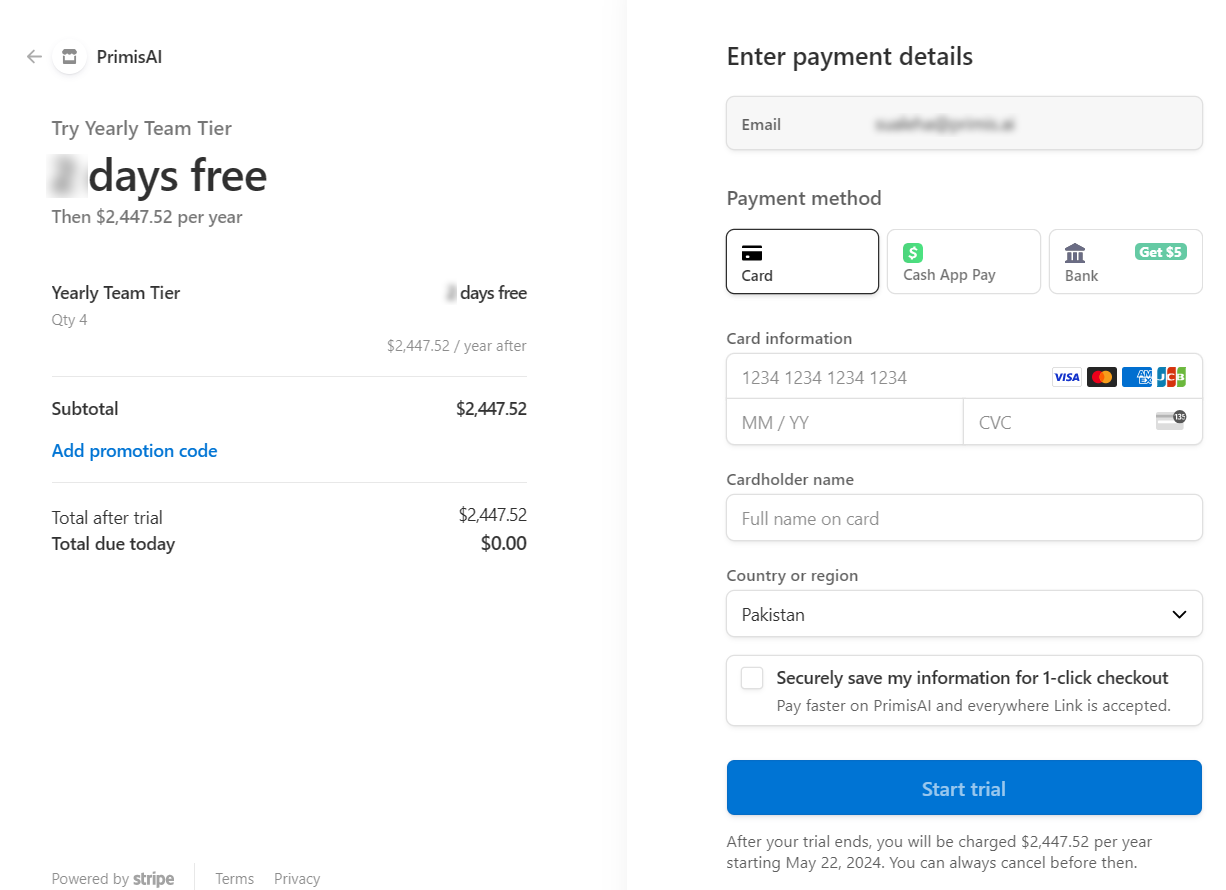 PrimisAI
Try Yearly Team Tier
days free
Then $2,447.52 per year
Yearly Team Tier
days free
Qty 4
$2,447.52 / year after
Subtotal
$2,447.52
Add promotion code
Total after trial
$2,447.52
Total due today
$0.00
Powered by stripe
Terms
Privacy
Enter payment details
Email
Payment method
Card
Cash App Pay
Bank
Get $5
Card information
1234 1234 1234 1234
VISA
AMEX
JCB
MM / YY
CVC
135
Cardholder name
Full name on card
Country or region
Pakistan
Securely save my information for 1-click checkout
Pay faster on PrimisAI and everywhere Link is accepted.
Start trial
After your trial ends, you will be charged $2,447.52 per year
starting May 22, 2024. You can always cancel before then.